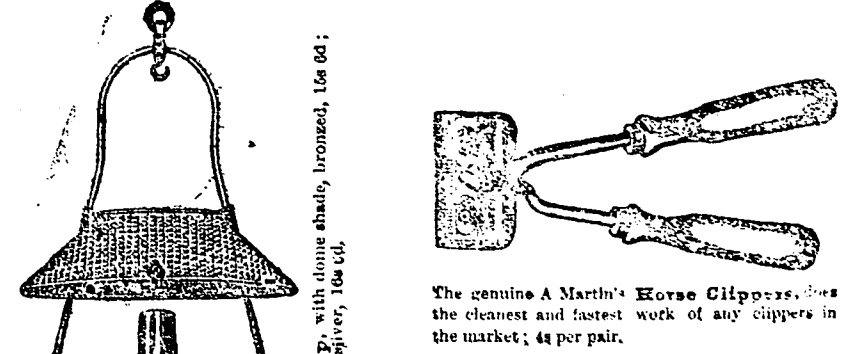 p, with dome shade, bronzed, 15s 6d;
16s 6d,
The genuine A Martin's Horse Clippers, does
the cleanest and fastest work of any clippers in
the market; 4s per pair.